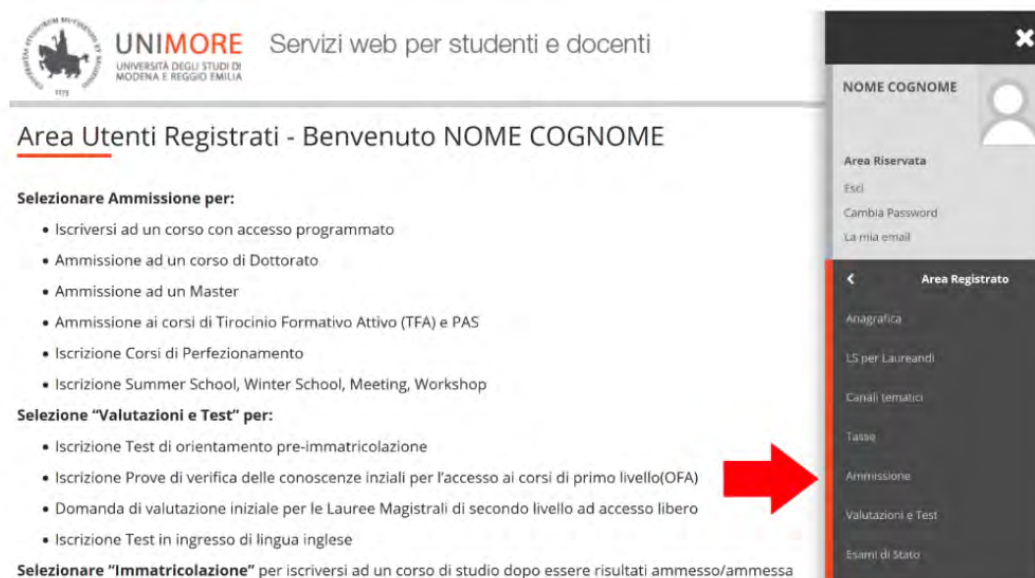 UNIMORE
UNIVERSITÀ DEGLI STUDI DI
MODENA E REGGIO EMILIA
1175
Servizi web per studenti e docenti
Area Utenti Registrati - Benvenuto NOME COGNOME
Selezionare Ammissione per:
• Iscriversi ad un corso con accesso programmato
• Ammissione ad un corso di Dottorato
• Ammissione ad un Master
• Ammissione ai corsi di Tirocinio Formativo Attivo (TFA) e PAS
• Iscrizione Corsi di Perfezionamento
• Iscrizione Summer School, Winter School, Meeting, Workshop
Selezione “Valutazioni e Test” per:
• Iscrizione Test di orientamento pre-immatricolazione
• Iscrizione Prove di verifica delle conoscenze inziali per l’accesso ai corsi di primo livello(OFA)
• Domanda di valutazione iniziale per le Lauree Magistrali di secondo livello ad accesso libero
• Iscrizione Test in ingresso di lingua inglese
Selezionare “Immatricolazione” per iscriversi ad un corso di studio dopo essere risultati ammesso/ammessa
NOME COGNOME
Area Riservata
Esci
Cambia Password
La mia email
Area Registrato
Anagrafica
LS per Laureandi
Canali tematici
Tasse
Ammissione
Valutazioni e Test
Esami di Stato